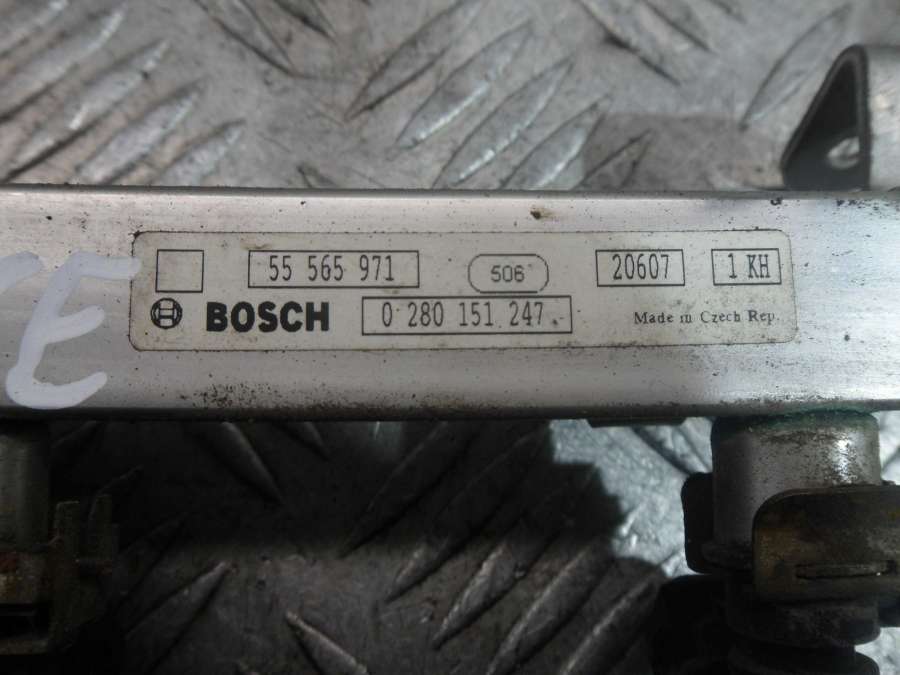 55 565 971 506 20607 1 KH
BOSCH 0 280 151 247 Made in Czech Rep.
E